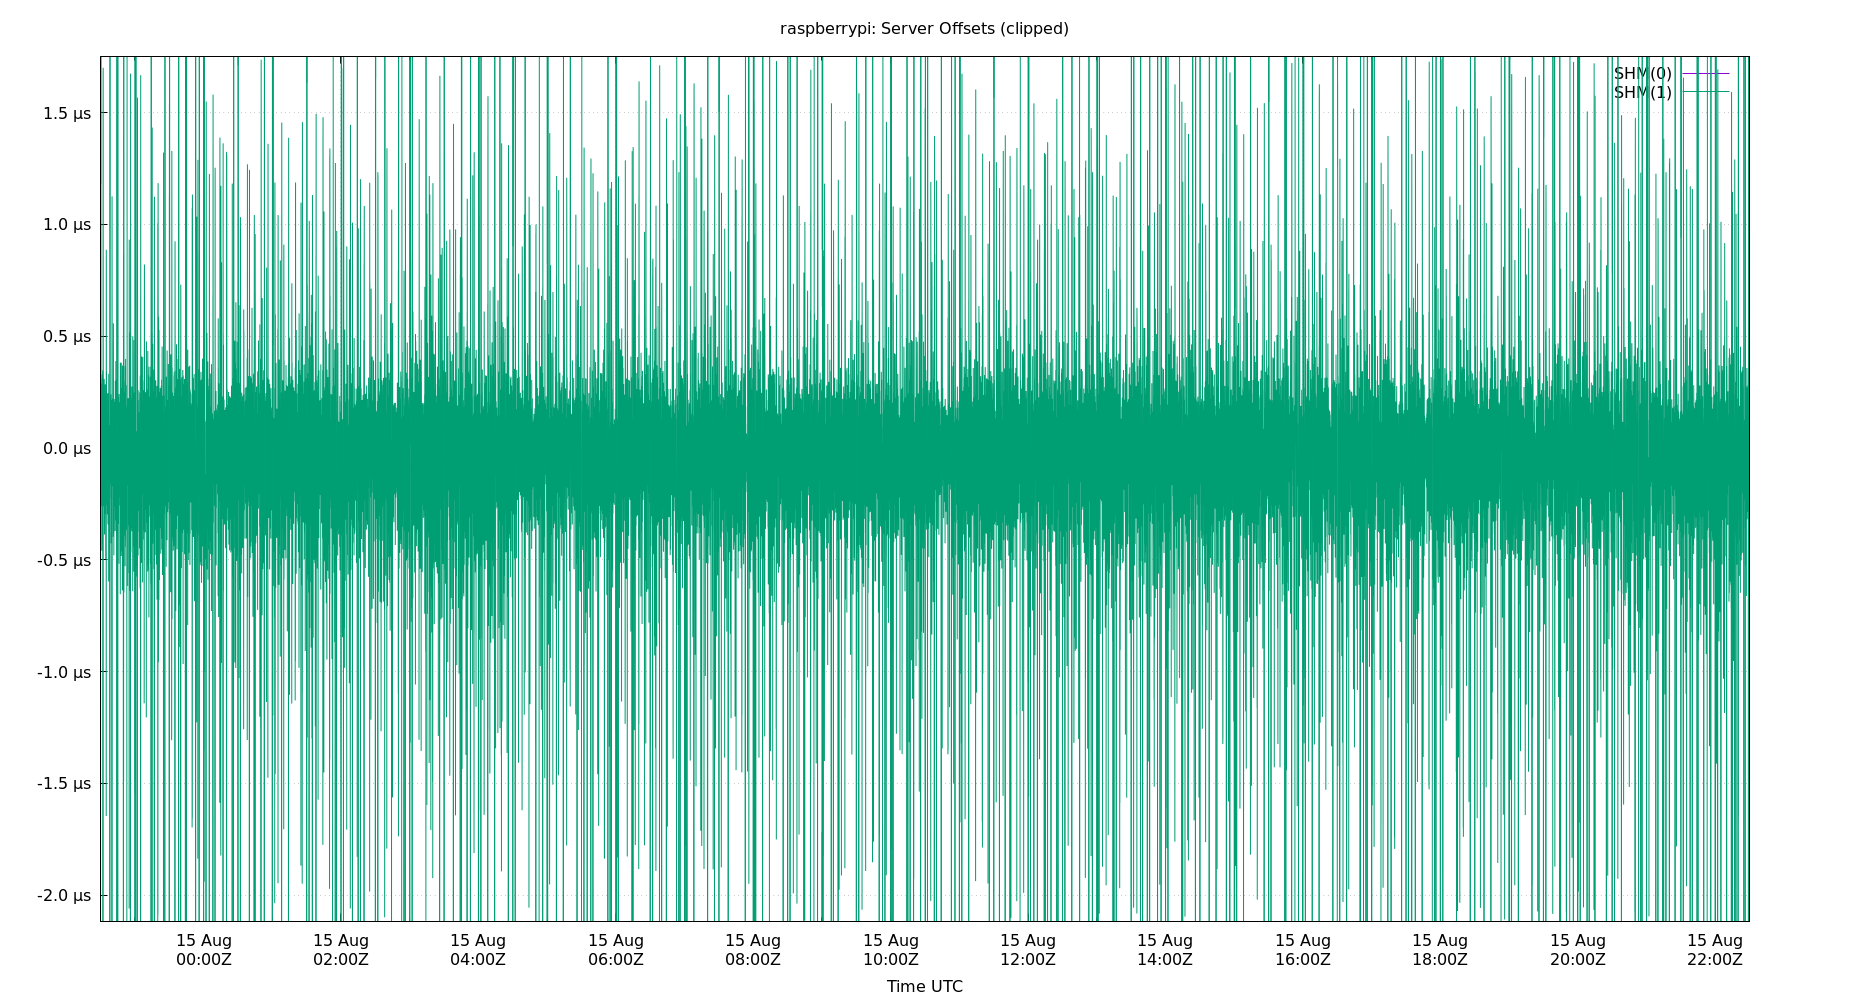 raspberrypi: Server Offsets (clipped)
SHM(0)
SHM(1)
1.5 µs
1.0 µs
0.5 µs
0.0 µs
-0.5 µs
-1.0 µs
-1.5 µs
-2.0 µs
15 Aug 15 Aug 15 Aug 15 Aug 15 Aug 15 Aug 15 Aug 15 Aug 15 Aug 15 Aug 15 Aug 15 Aug
00:00Z 02:00Z 04:00Z 06:00Z 08:00Z 10:00Z 12:00Z 14:00Z 16:00Z 18:00Z 20:00Z 22:00Z
Time UTC